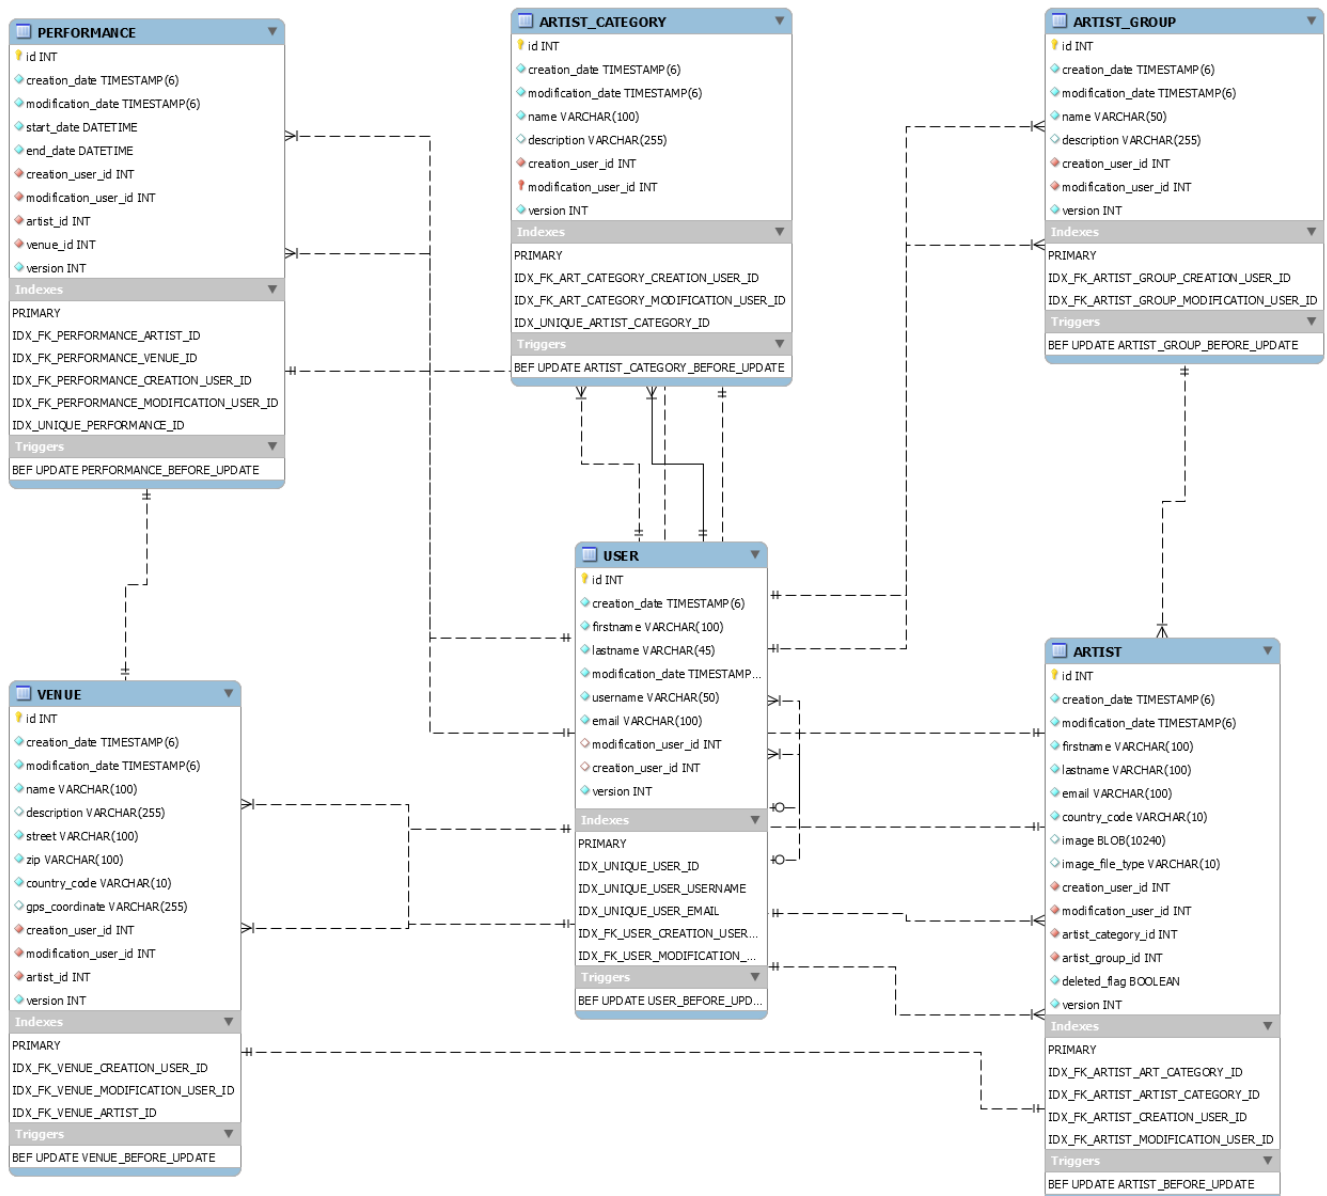 PERFORMANCE
id INT
creation_date TIMESTAMP(6)
modification_date TIMESTAMP(6)
start_date DATETIME
end_date DATETIME
creation_user_id INT
modification_user_id INT
artist_id INT
venue_id INT
version INT
Indexes
PRIMARY
IDX_FK_PERFORMANCE_ARTIST_ID
IDX_FK_PERFORMANCE_VENUE_ID
IDX_FK_PERFORMANCE_CREATION_USER_ID
IDX_FK_PERFORMANCE_MODIFICATION_USER_ID
IDX_UNIQUE_PERFORMANCE_ID
Triggers
BEF UPDATE PERFORMANCE_BEFORE_UPDATE
ARTIST_CATEGORY
id INT
creation_date TIMESTAMP(6)
modification_date TIMESTAMP(6)
name VARCHAR(100)
description VARCHAR(255)
creation_user_id INT
modification_user_id INT
version INT
Indexes
PRIMARY
IDX_FK_ART_CATEGORY_CREATION_USER_ID
IDX_FK_ART_CATEGORY_MODIFICATION_USER_ID
IDX_UNIQUE_ARTIST_CATEGORY_ID
Triggers
BEF UPDATE ARTIST_CATEGORY_BEFORE_UPDATE
ARTIST_GROUP
id INT
creation_date TIMESTAMP(6)
modification_date TIMESTAMP(6)
name VARCHAR(50)
description VARCHAR(255)
creation_user_id INT
modification_user_id INT
version INT
Indexes
PRIMARY
IDX_FK_ARTIST_GROUP_CREATION_USER_ID
IDX_FK_ARTIST_GROUP_MODIFICATION_USER_ID
Triggers
BEF UPDATE ARTIST_GROUP_BEFORE_UPDATE
USER
id INT
creation_date TIMESTAMP(6)
firstname VARCHAR(100)
lastname VARCHAR(45)
modification_date TIMESTAMP...
username VARCHAR(50)
email VARCHAR(100)
modification_user_id INT
creation_user_id INT
version INT
Indexes
PRIMARY
IDX_UNIQUE_USER_ID
IDX_UNIQUE_USER_USERNAME
IDX_UNIQUE_USER_EMAIL
IDX_FK_USER_CREATION_USER...
IDX_FK_USER_MODIFICATION_...
Triggers
BEF UPDATE USER_BEFORE_UPD...
VENUE
id INT
creation_date TIMESTAMP(6)
modification_date TIMESTAMP(6)
name VARCHAR(100)
description VARCHAR(255)
street VARCHAR(100)
zip VARCHAR(100)
country_code VARCHAR(10)
gps_coordinate VARCHAR(255)
creation_user_id INT
modification_user_id INT
artist_id INT
version INT
Indexes
PRIMARY
IDX_FK_VENUE_CREATION_USER_ID
IDX_FK_VENUE_MODIFICATION_USER_ID
IDX_FK_VENUE_ARTIST_ID
Triggers
BEF UPDATE VENUE_BEFORE_UPDATE
ARTIST
id INT
creation_date TIMESTAMP(6)
modification_date TIMESTAMP(6)
firstname VARCHAR(100)
lastname VARCHAR(100)
email VARCHAR(100)
country_code VARCHAR(10)
image BLOB(10240)
image_file_type VARCHAR(10)
creation_user_id INT
modification_user_id INT
artist_category_id INT
artist_group_id INT
deleted_flag BOOLEAN
version INT
Indexes
PRIMARY
IDX_FK_ARTIST_ART_CATEGORY_ID
IDX_FK_ARTIST_ARTIST_CATEGORY_ID
IDX_FK_ARTIST_CREATION_USER_ID
IDX_FK_ARTIST_MODIFICATION_USER_ID
Triggers
BEF UPDATE ARTIST_BEFORE_UPDATE